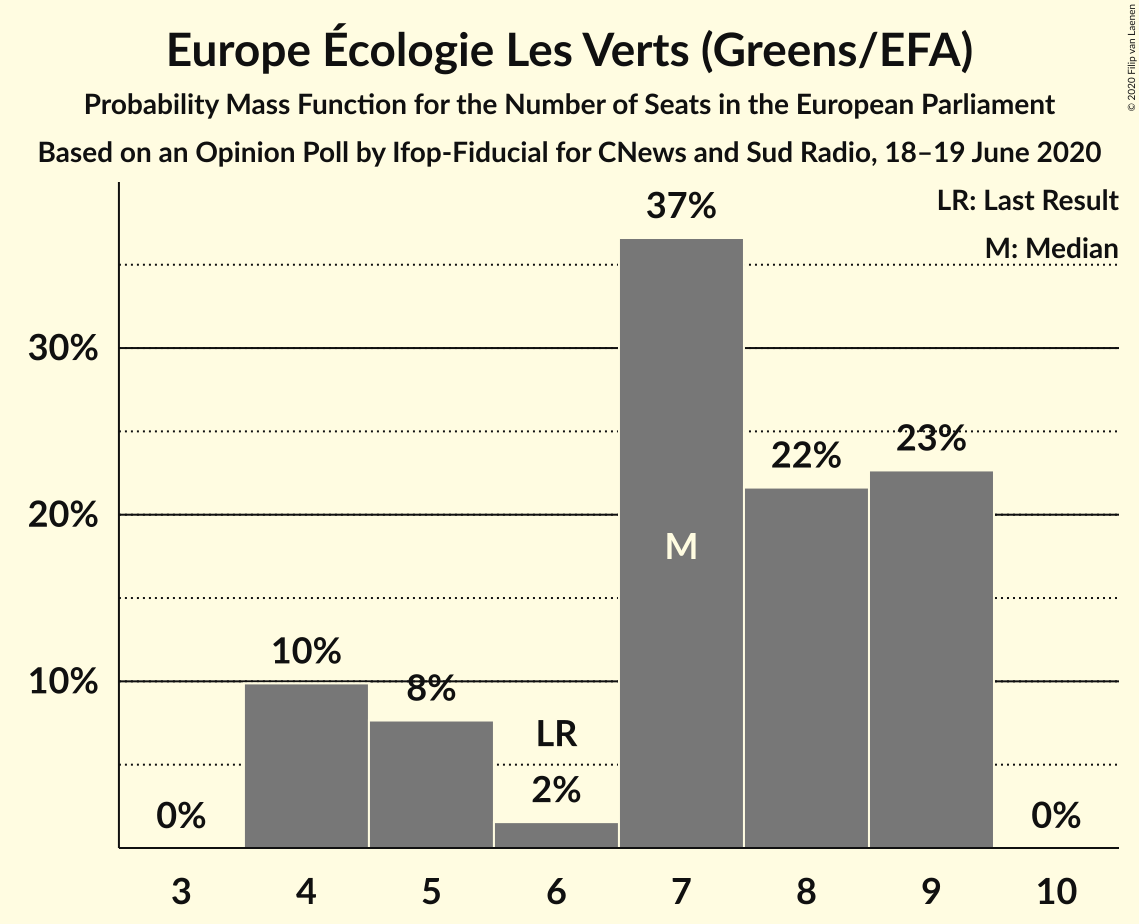 Europe Écologie Les Verts (Greens/EFA)
Probability Mass Function for the Number of Seats in the European Parliament
Based on an Opinion Poll by Ifop-Fiducial for CNews and Sud Radio, 18–19 June 2020
© 2020 Filip van Laenen
LR: Last Result
M: Median
37%
30%
23%
22%
20%
M
10%
10%
8%
LR
2%
0%
0%
3 4 5 6 7 8 9 10